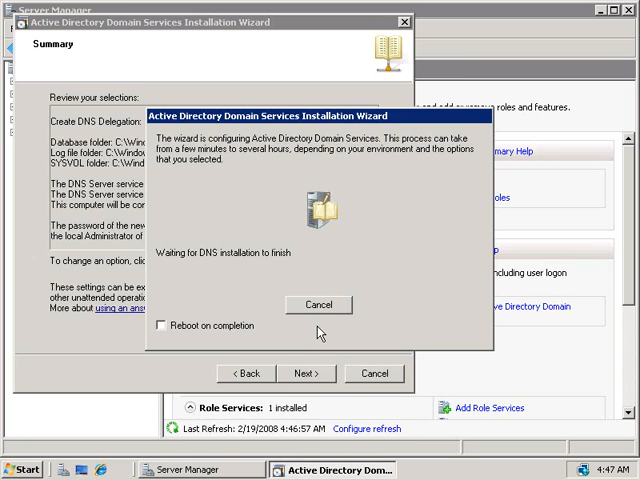 Server Manager
Active Directory Domain Services Installation Wizard
Summary
Review your selections:
Create DNS Delegation:
Database folder: C:\Wind
Log file folder: C:\Window
SYSVOL folder: C:\Wind
The DNS Server service
The DNS Server service
This computer will be con
The password of the new
the local Administrator of
To change an option, clic
These settings can be ex
other unattended operatio
More about using an ansv
< Back
Next >
Cancel
Active Directory Domain Services Installation Wizard
The wizard is configuring Active Directory Domain Services. This process can take
from a few minutes to several hours, depending on your environment and the options
that you selected.
Waiting for DNS installation to finish
Cancel
Reboot on completion
and add or remove roles and features.
mmary Help
oles
p
ncluding user logon
ve Directory Domain
Role Services: 1 installed
Add Role Services
Last Refresh: 2/19/2008 4:46:57 AM
Configure refresh
Start
Server Manager
Active Directory Dom...
4:47 AM